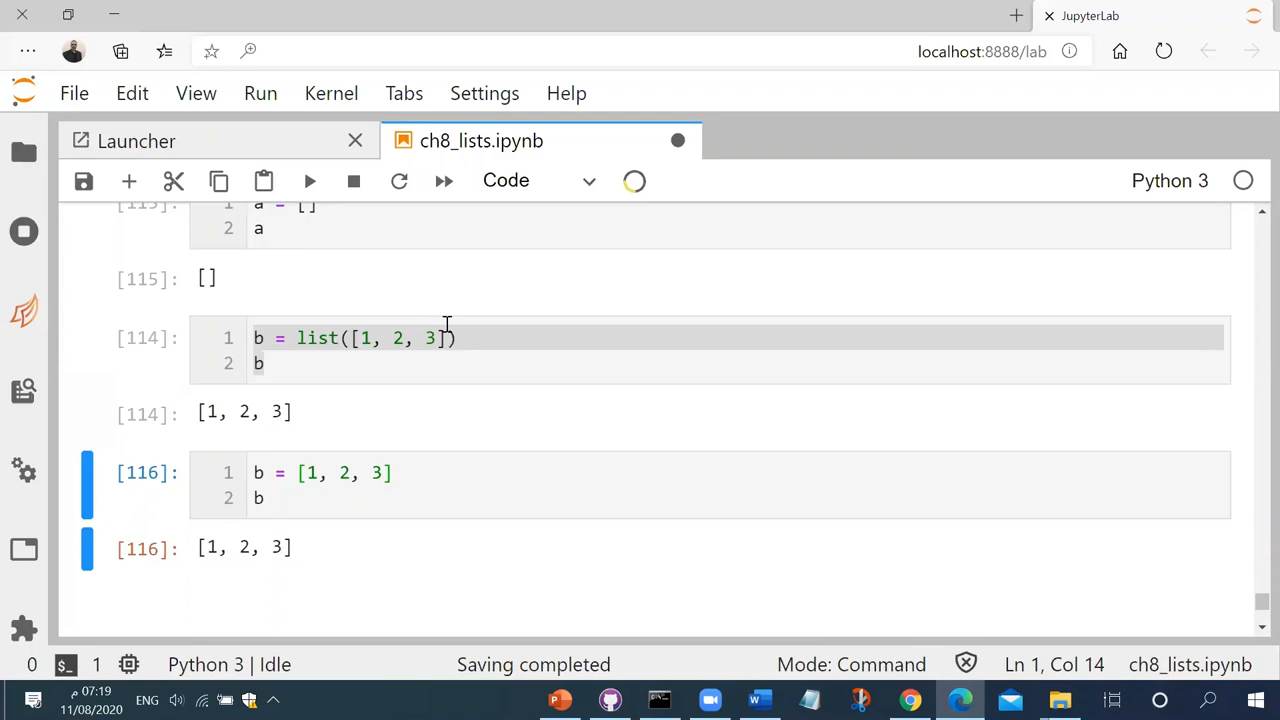 JupyterLab
localhost:8888/lab
File Edit View Run Kernel Tabs Settings Help
Launcher
ch8_lists.ipynb
Code
Python 3
[115]:
1 a = []
2 a
[115]: []
[114]:
1 b = list([1, 2, 3])
2 b
[114]: [1, 2, 3]
[116]:
1 b = [1, 2, 3]
2 b
[116]: [1, 2, 3]
0 1 Python 3 | Idle Saving completed Mode: Command Ln 1, Col 14 ch8_lists.ipynb
07:19 م
11/08/2020
ENG